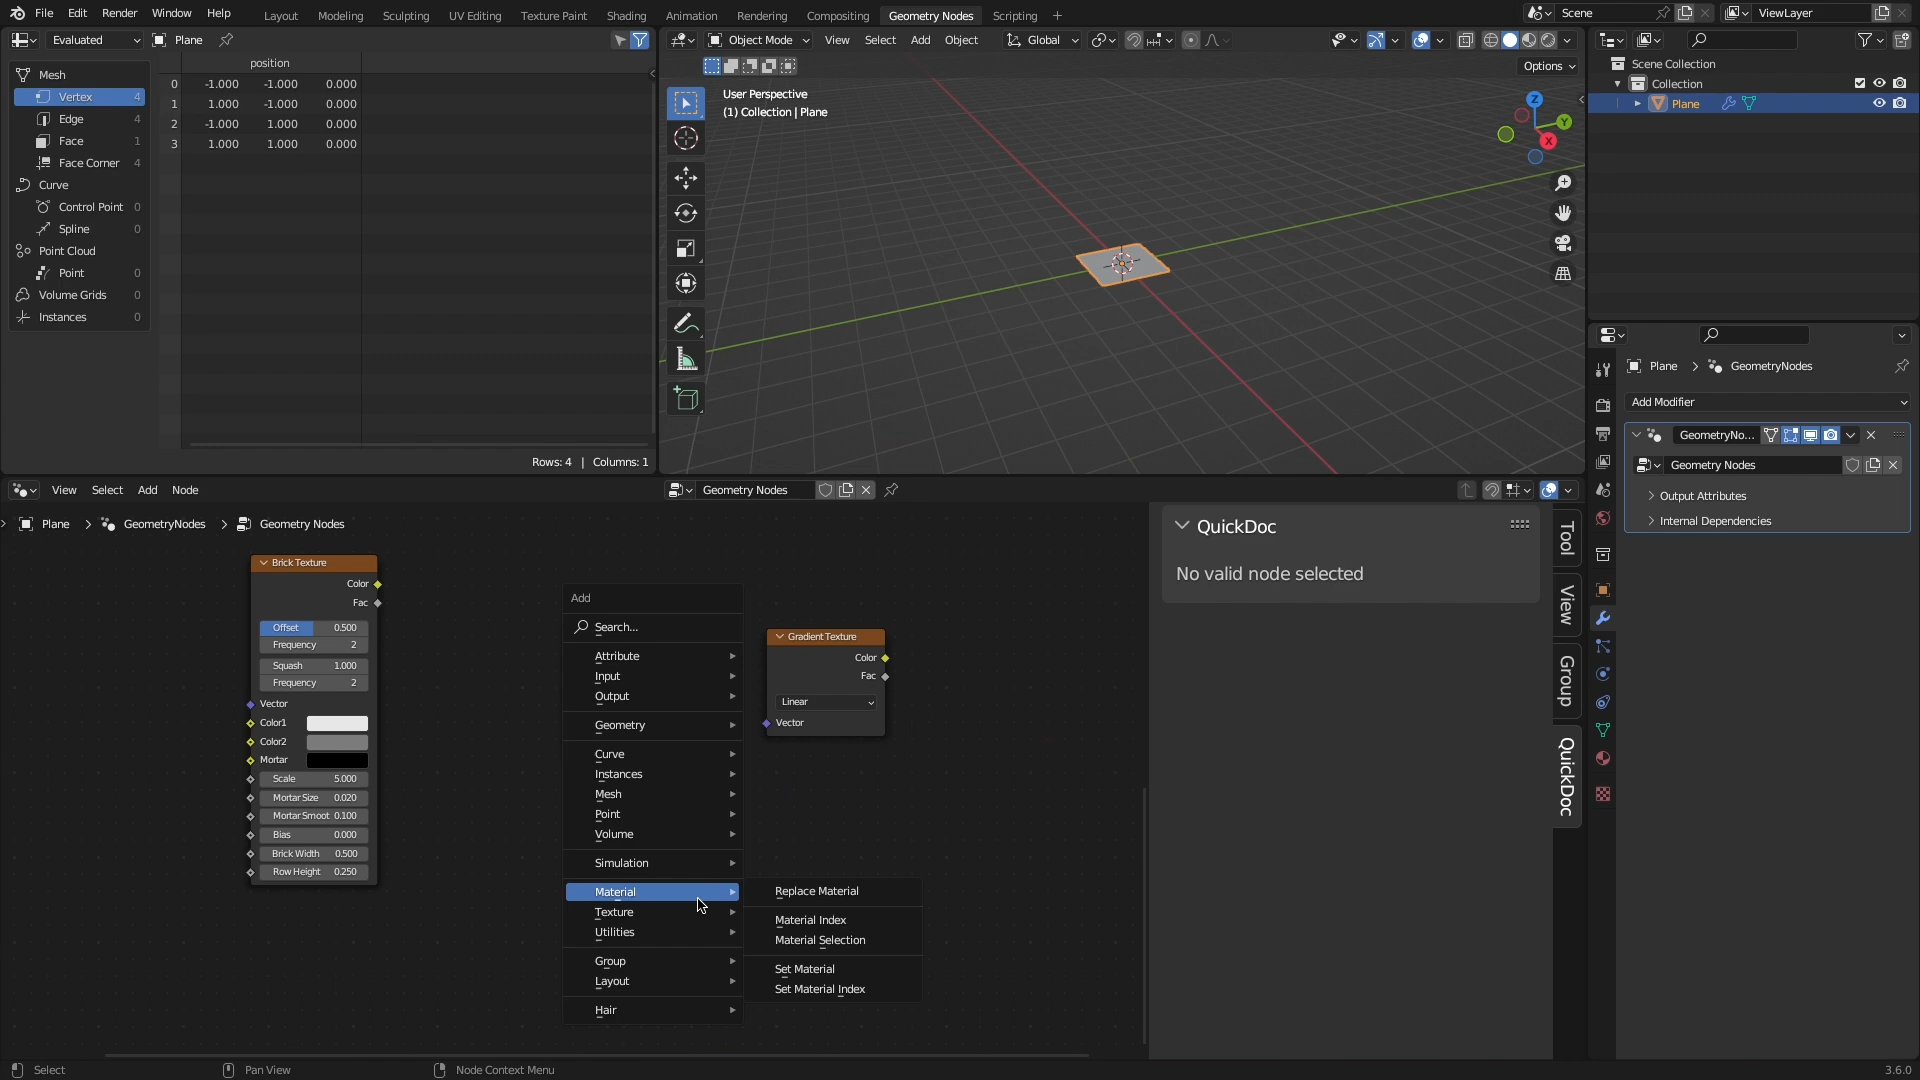 File Edit Render Window Help
Layout Modeling Sculpting UV Editing Texture Paint Shading Animation Rendering Compositing Geometry Nodes Scripting +
Scene
ViewLayer
Evaluated
Plane
position
Mesh
Vertex 4
Edge 4
Face 1
Face Corner 4
Curve
Control Point 0
Spline 0
Point Cloud
Point 0
Volume Grids 0
Instances 0
0 -1.000 -1.000 0.000
1 1.000 -1.000 0.000
2 -1.000 1.000 0.000
3 1.000 1.000 0.000
Rows: 4 | Columns: 1
Object Mode View Select Add Object Global
Options
User Perspective
(1) Collection | Plane
Z
Y
X
Scene Collection
Collection
Plane
Plane > GeometryNodes
Add Modifier
GeometryNo...
Geometry Nodes
Output Attributes
Internal Dependencies
View Select Add Node
Geometry Nodes
Plane > GeometryNodes > Geometry Nodes
Brick Texture
Color
Fac
Offset 0.500
Frequency 2
Squash 1.000
Frequency 2
Vector
Color1
Color2
Mortar
Scale 5.000
Mortar Size 0.020
Mortar Smoot 0.100
Bias 0.000
Brick Width 0.500
Row Height 0.250
Add
Search...
Attribute
Input
Output
Geometry
Curve
Instances
Mesh
Point
Volume
Simulation
Material
Texture
Utilities
Group
Layout
Hair
Replace Material
Material Index
Material Selection
Set Material
Set Material Index
Gradient Texture
Color
Fac
Linear
Vector
QuickDoc
No valid node selected
Tool
View
Group
QuickDoc
Select
Pan View
Node Context Menu
3.6.0